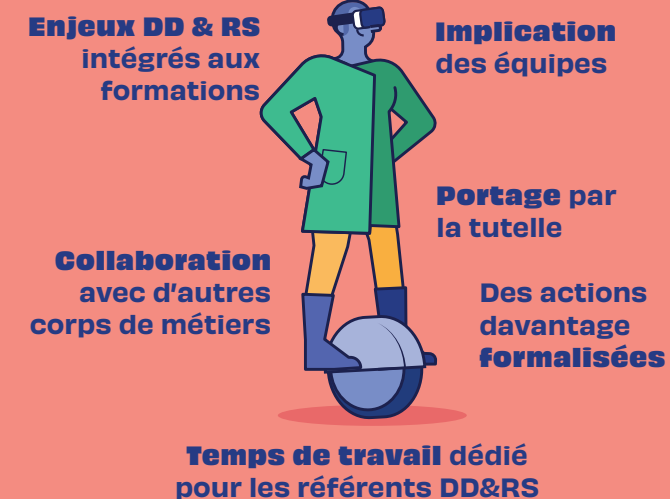 Enjeux DD & RS
intégrés aux
formations
Implication
des équipes
Portage par
la tutelle
Collaboration
avec d'autres
corps de métiers
Des actions
davantage
formalisées
Temps de travail dédié
pour les référents DD&RS